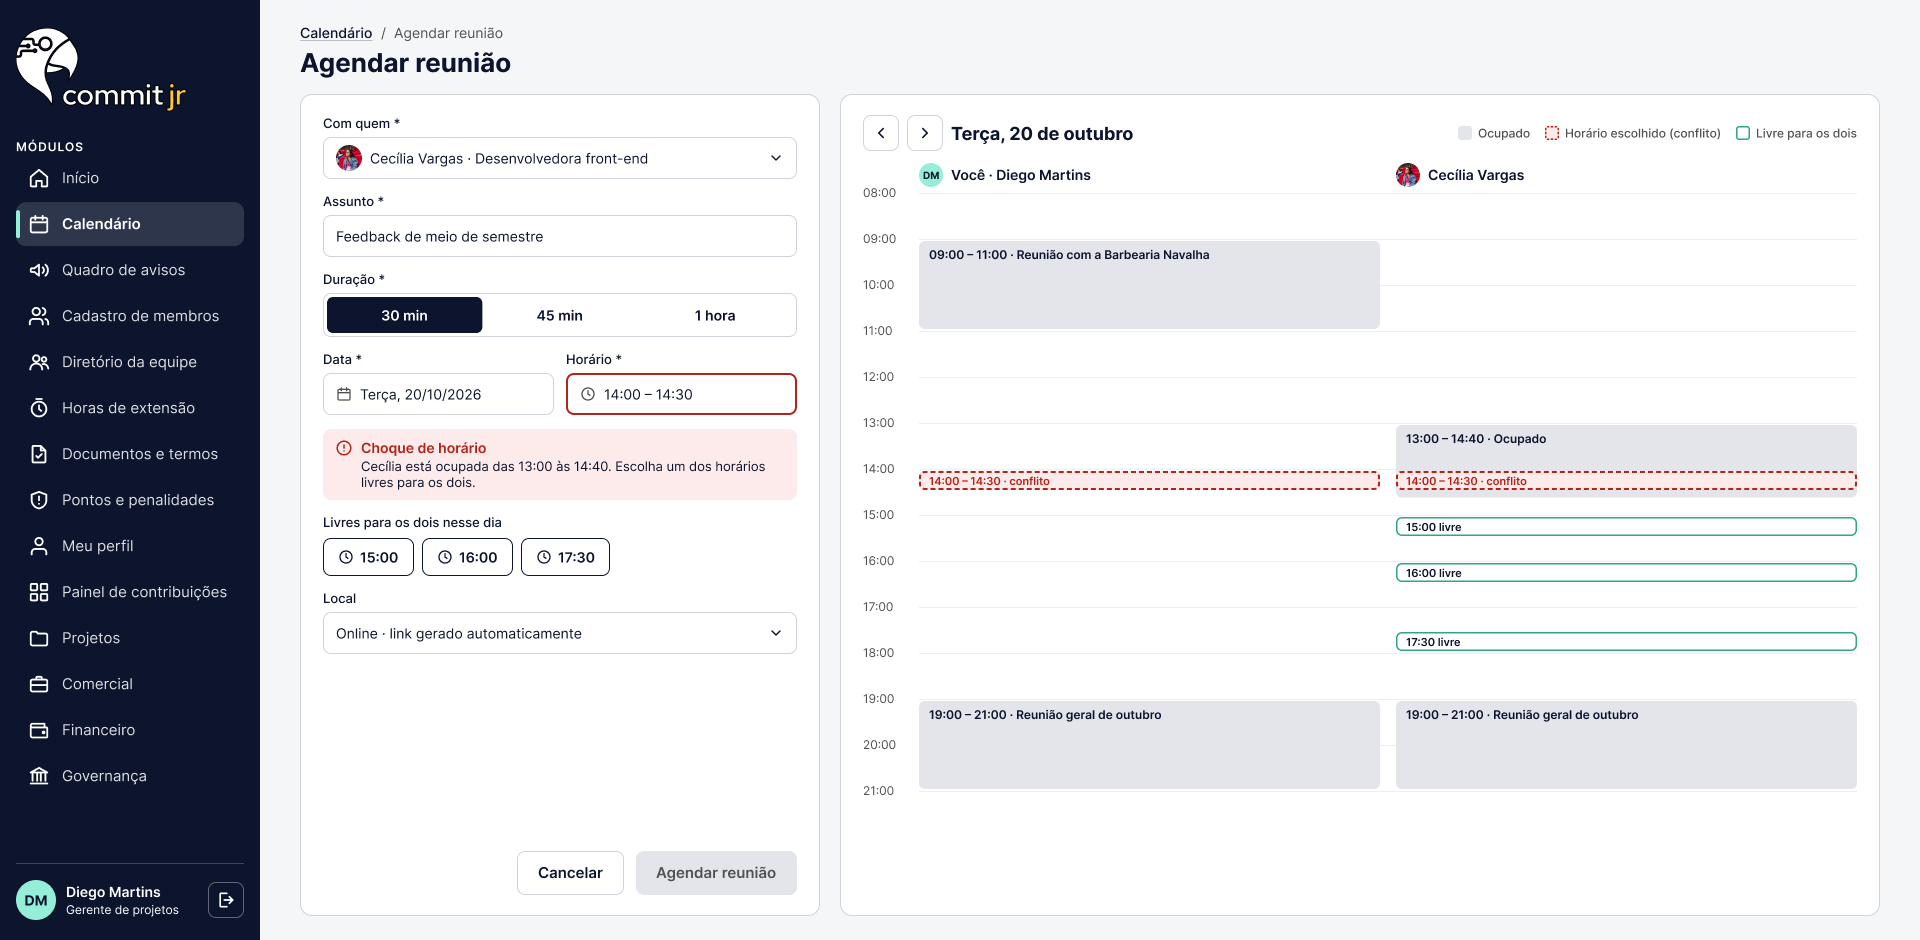 commit jr
MÓDULOS
Início
Calendário
Quadro de avisos
Cadastro de membros
Diretório da equipe
Horas de extensão
Documentos e termos
Pontos e penalidades
Meu perfil
Painel de contribuições
Projetos
Comercial
Financeiro
Governança
DM
Diego Martins
Gerente de projetos
Calendário / Agendar reunião
Agendar reunião
Com quem *
Cecília Vargas · Desenvolvedora front-end
Assunto *
Feedback de meio de semestre
Duração *
30 min 45 min 1 hora
Data * Horário *
Terça, 20/10/2026 14:00 – 14:30
Choque de horário
Cecília está ocupada das 13:00 às 14:40. Escolha um dos horários
livres para os dois.
Livres para os dois nesse dia
15:00 16:00 17:30
Local
Online · link gerado automaticamente
Cancelar Agendar reunião
Terça, 20 de outubro
Ocupado Horário escolhido (conflito) Livre para os dois
DM Você · Diego Martins Cecília Vargas
08:00
09:00
09:00 – 11:00 · Reunião com a Barbearia Navalha
10:00
11:00
12:00
13:00
13:00 – 14:40 · Ocupado
14:00
14:00 – 14:30 · conflito 14:00 – 14:30 · conflito
15:00
15:00 livre
16:00
16:00 livre
17:00
17:30 livre
18:00
19:00
19:00 – 21:00 · Reunião geral de outubro 19:00 – 21:00 · Reunião geral de outubro
20:00
21:00